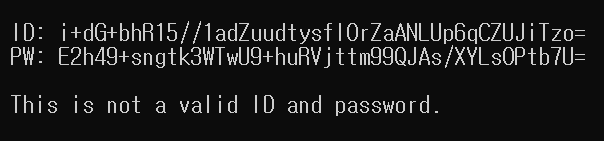 ID: i+dG+bhR15//1adZuudtysflOrZaANLUp6qCZUJiTzo=
PW: E2h49+sngtk3WTwU9+huRVjttm99QJAs/XYLsOPtb7U=
This is not a valid ID and password.